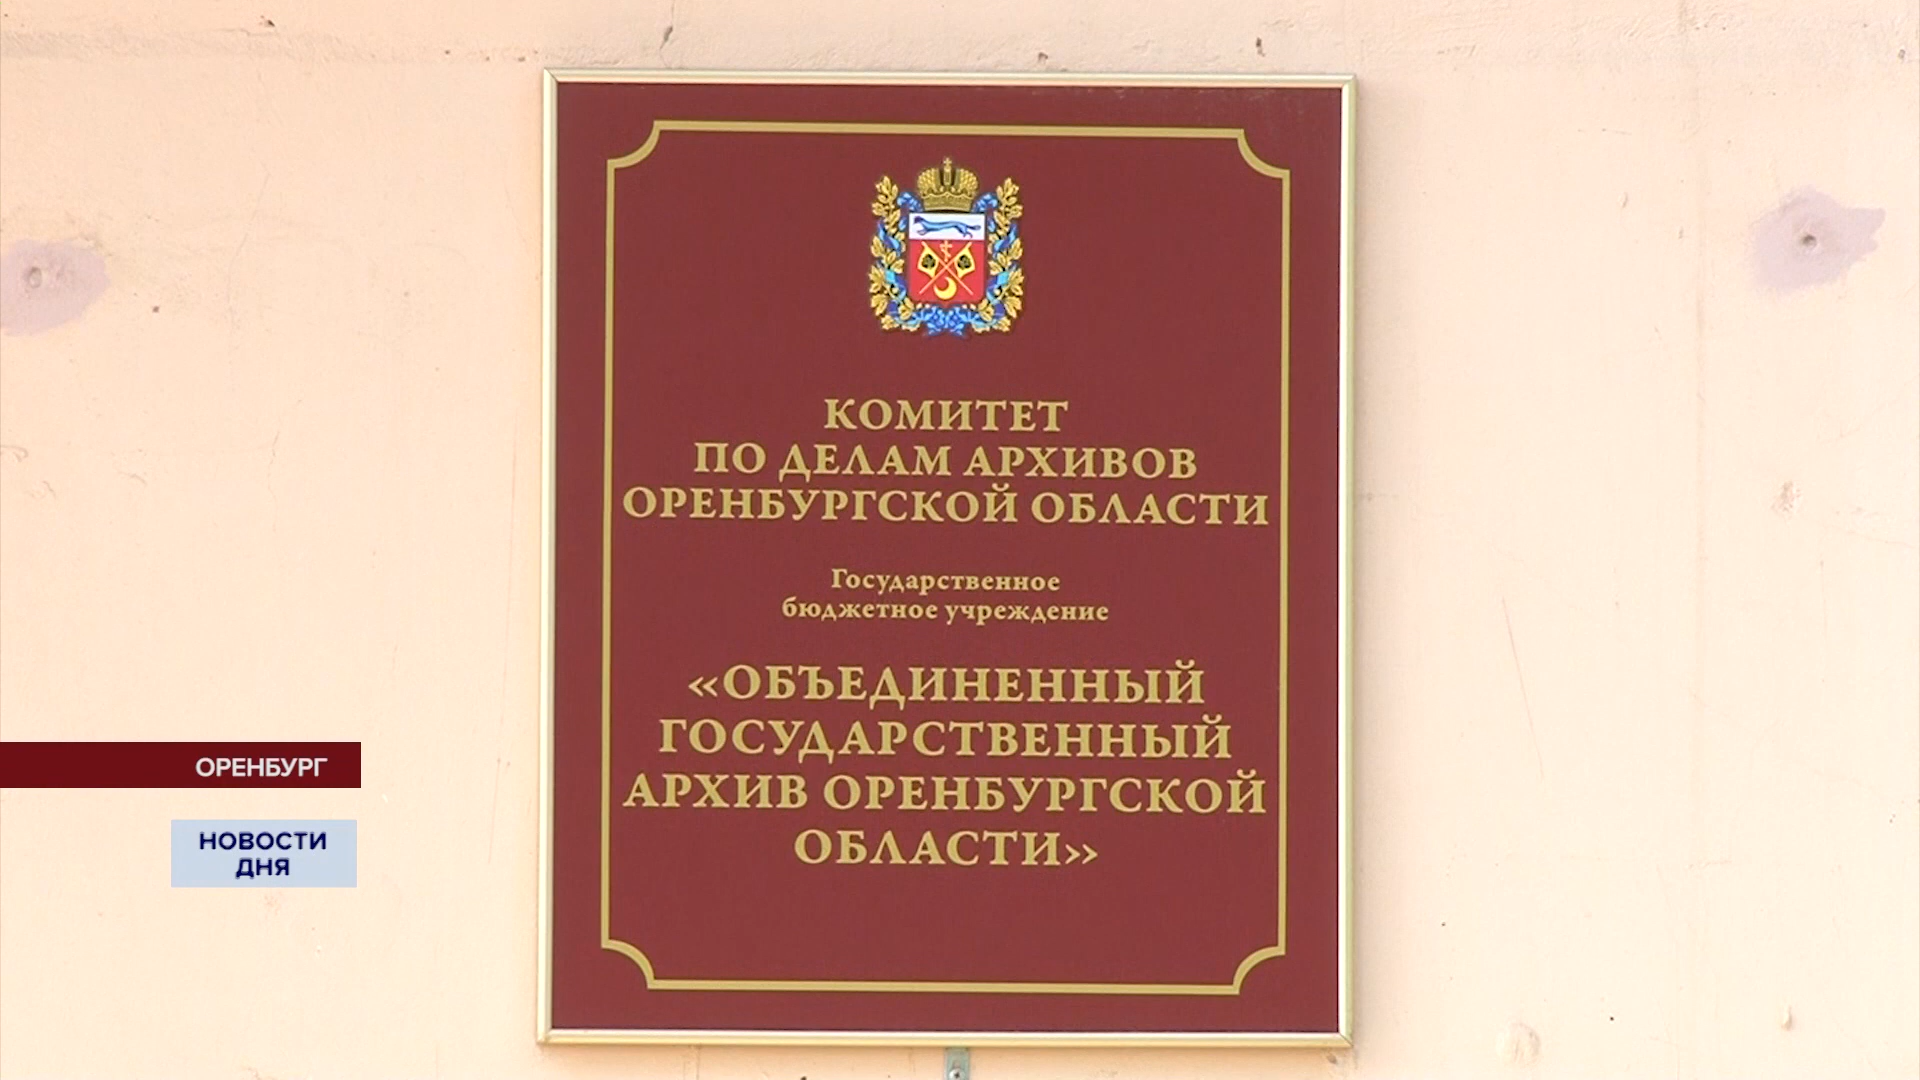 КОМИТЕТ
ПО ДЕЛАМ АРХИВОВ
ОРЕНБУРГСКОЙ ОБЛАСТИ
Государственное
бюджетное учреждение
«ОБЪЕДИНЕННЫЙ
ГОСУДАРСТВЕННЫЙ
АРХИВ ОРЕНБУРГСКОЙ
ОБЛАСТИ»
ОРЕНБУРГ
НОВОСТИ
ДНЯ